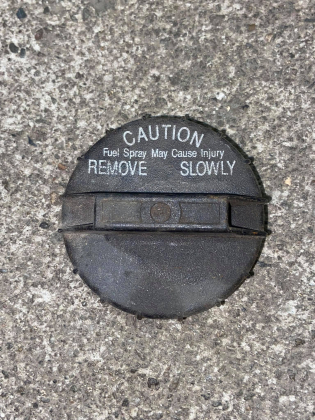 CAUTION
Fuel Spray May Cause Injury
REMOVE SLOWLY